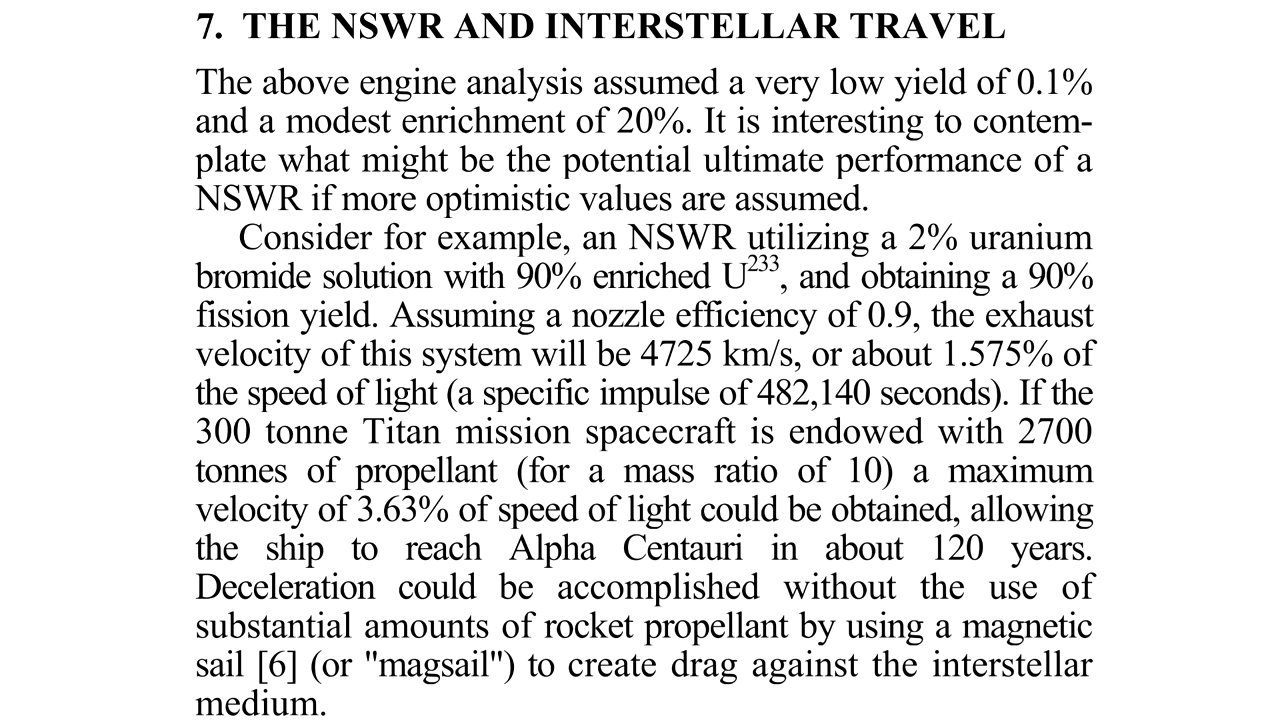 7. THE NSWR AND INTERSTELLAR TRAVEL
The above engine analysis assumed a very low yield of 0.1%
and a modest enrichment of 20%. It is interesting to contem-
plate what might be the potential ultimate performance of a
NSWR if more optimistic values are assumed.
Consider for example, an NSWR utilizing a 2% uranium
bromide solution with 90% enriched U²³³, and obtaining a 90%
fission yield. Assuming a nozzle efficiency of 0.9, the exhaust
velocity of this system will be 4725 km/s, or about 1.575% of
the speed of light (a specific impulse of 482,140 seconds). If the
300 tonne Titan mission spacecraft is endowed with 2700
tonnes of propellant (for a mass ratio of 10) a maximum
velocity of 3.63% of speed of light could be obtained, allowing
the ship to reach Alpha Centauri in about 120 years.
Deceleration could be accomplished without the use of
substantial amounts of rocket propellant by using a magnetic
sail [6] (or "magsail") to create drag against the interstellar
medium.